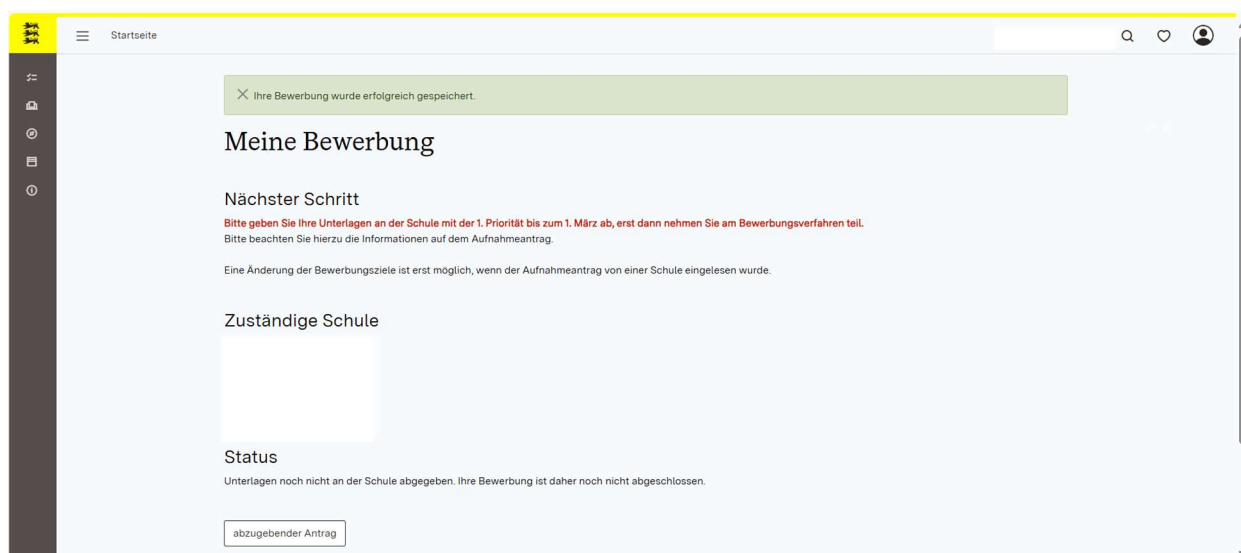 Startseite
Ihre Bewerbung wurde erfolgreich gespeichert.
Meine Bewerbung
Nächster Schritt
Bitte geben Sie Ihre Unterlagen an der Schule mit der 1. Priorität bis zum 1. März ab, erst dann nehmen Sie am Bewerbungsverfahren teil.
Bitte beachten Sie hierzu die Informationen auf dem Aufnahmeantrag.
Eine Änderung der Bewerbungsziele ist erst möglich, wenn der Aufnahmeantrag von einer Schule eingelesen wurde.
Zuständige Schule
Status
Unterlagen noch nicht an der Schule abgegeben. Ihre Bewerbung ist daher noch nicht abgeschlossen.
abzugebender Antrag